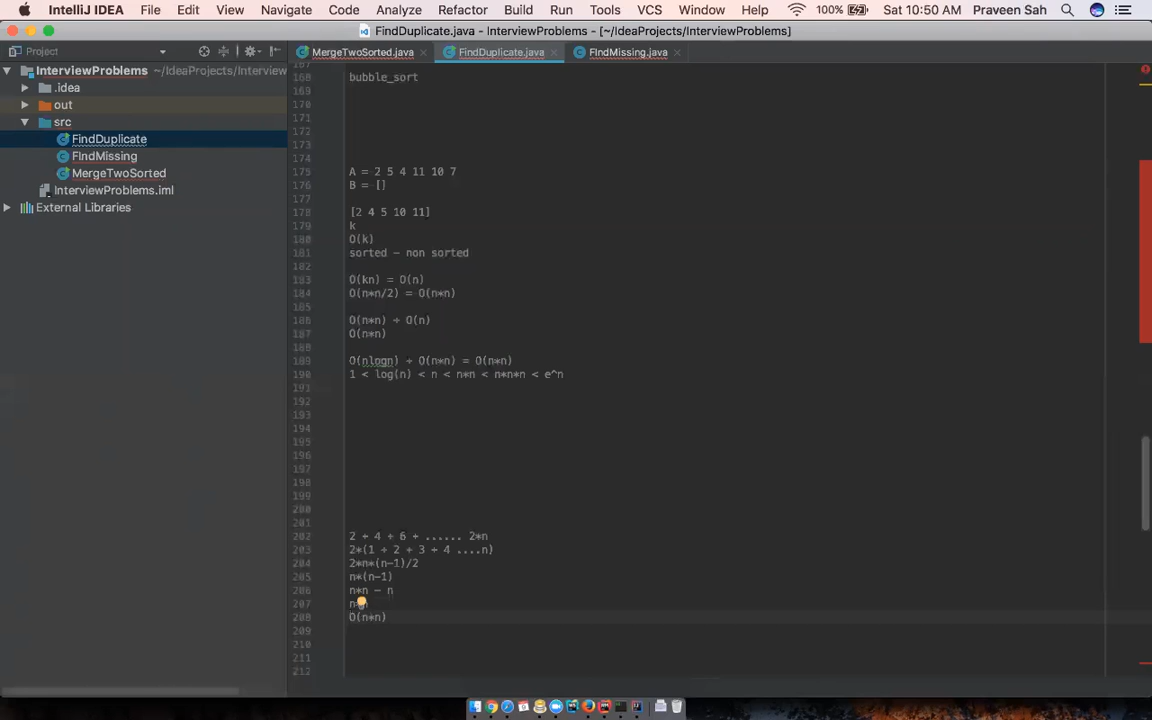 IntelliJ IDEA File Edit View Navigate Code Analyze Refactor Build Run Tools VCS Window Help 100% Sat 10:50 AM Praveen Sah
FindDuplicate.java - InterviewProblems - [~/IdeaProjects/InterviewProblems]
Project
MergeTwoSorted.java FindDuplicate.java FIndMissing.java
InterviewProblems ~/IdeaProjects/Interview
.idea
out
src
FindDuplicate
FIndMissing
MergeTwoSorted
InterviewProblems.iml
External Libraries
167
168 bubble_sort
169
170
171
172
173
174
175 A = 2 5 4 11 10 7
176 B = []
177
178 [2 4 5 10 11]
179 k
180 O(k)
181 sorted - non sorted
182
183 O(kn) = O(n)
184 O(n*n/2) = O(n*n)
185
186 O(n*n) + O(n)
187 O(n*n)
188
189 O(nlogn) + O(n*n) = O(n*n)
190 1 < log(n) < n < n*n < n*n*n < e^n
191
192
193
194
195
196
197
198
199
200
201
202 2 + 4 + 6 + ...... 2*n
203 2*(1 + 2 + 3 + 4 ....n)
204 2*n*(n-1)/2
205 n*(n-1)
206 n*n - n
207
208 O(n*n)
209
210
211
212